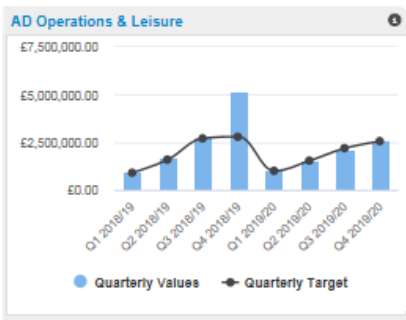 AD Operations & Leisure
£7,500,000.00
£5,000,000.00
£2,500,000.00
£0.00
Q1 2018/19
Q2 2018/19
Q3 2018/19
Q4 2018/19
Q1 2019/20
Q2 2019/20
Q3 2019/20
Q4 2019/20
Quarterly Values
Quarterly Target